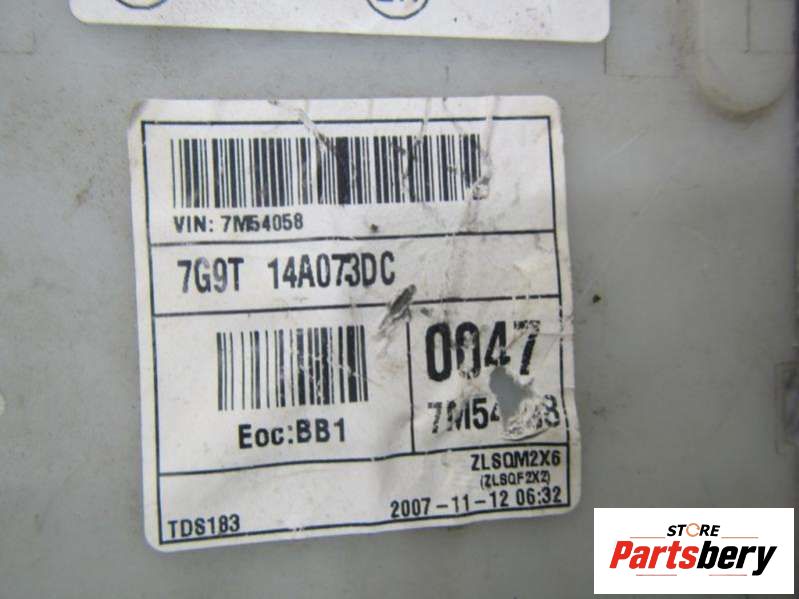 VIN: 7M54058
7G9T 14A073DC
0047
Eoc:BB1
ZLSQM2X6
(ZLSQF2X2)
2007-11-12 06:32
TDS183
STORE
Partsbery